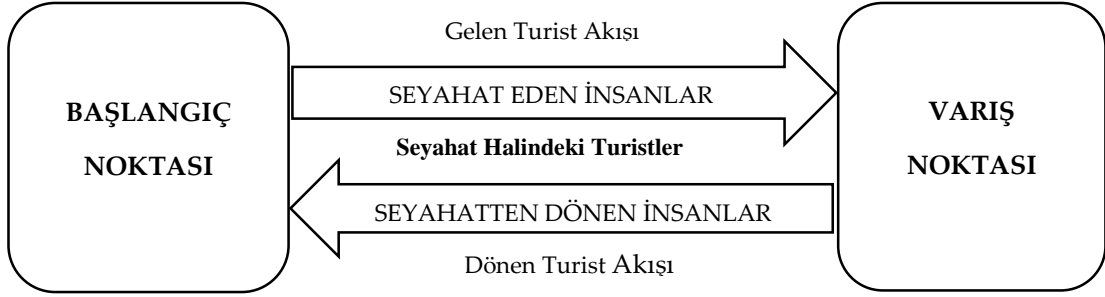 Gelen Turist Akışı
SEYAHAT EDEN İNSANLAR
BAŞLANGIÇ
NOKTASI
Seyahat Halindeki Turistler
VARIŞ
NOKTASI
SEYAHATTEN DÖNEN İNSANLAR
Dönen Turist Akışı